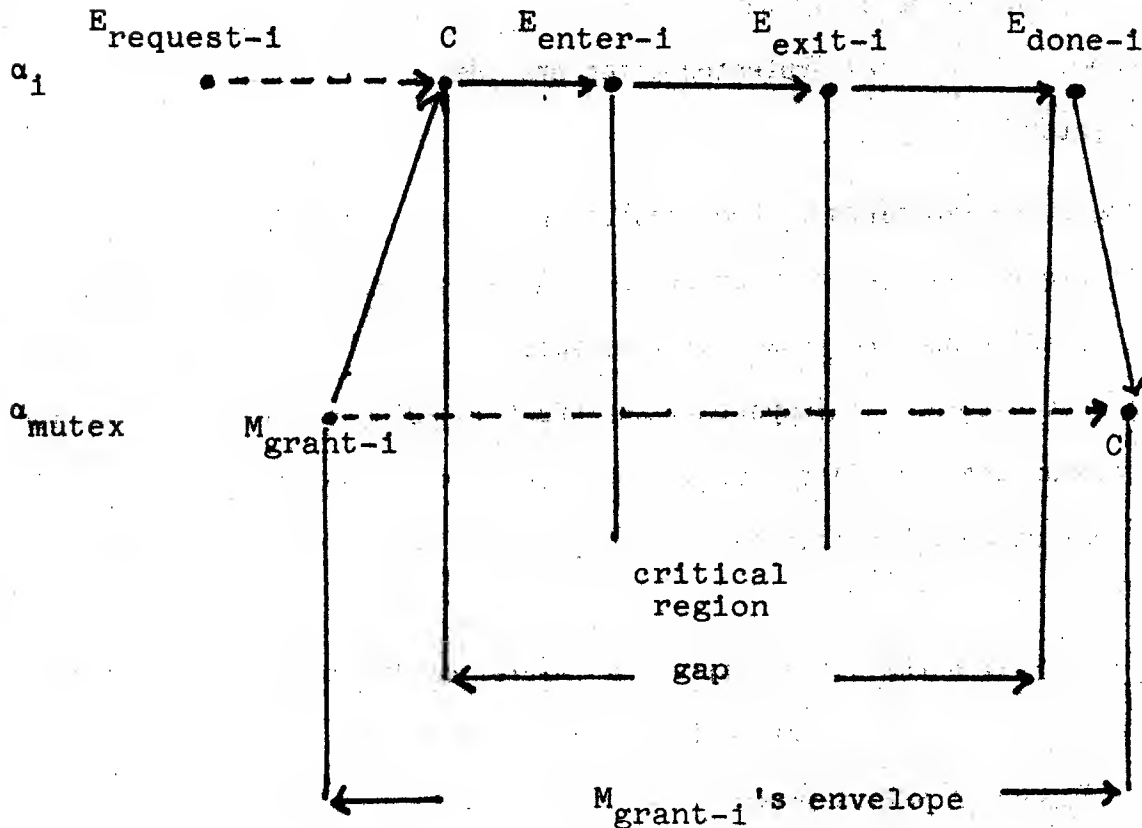 E_request-i C E_enter-i E_exit-i E_done-i
α_i
α_mutex M_grant-i C
critical
region
gap
M_grant-i's envelope